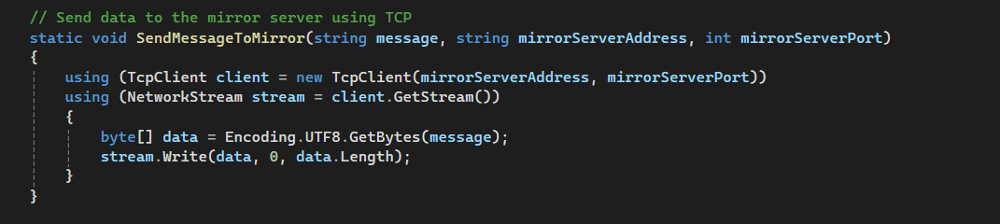 // Send data to the mirror server using TCP
static void SendMessageToMirror(string message, string mirrorServerAddress, int mirrorServerPort)
{
using (TcpClient client = new TcpClient(mirrorServerAddress, mirrorServerPort))
using (NetworkStream stream = client.GetStream())
{
byte[] data = Encoding.UTF8.GetBytes(message);
stream.Write(data, 0, data.Length);
}
}